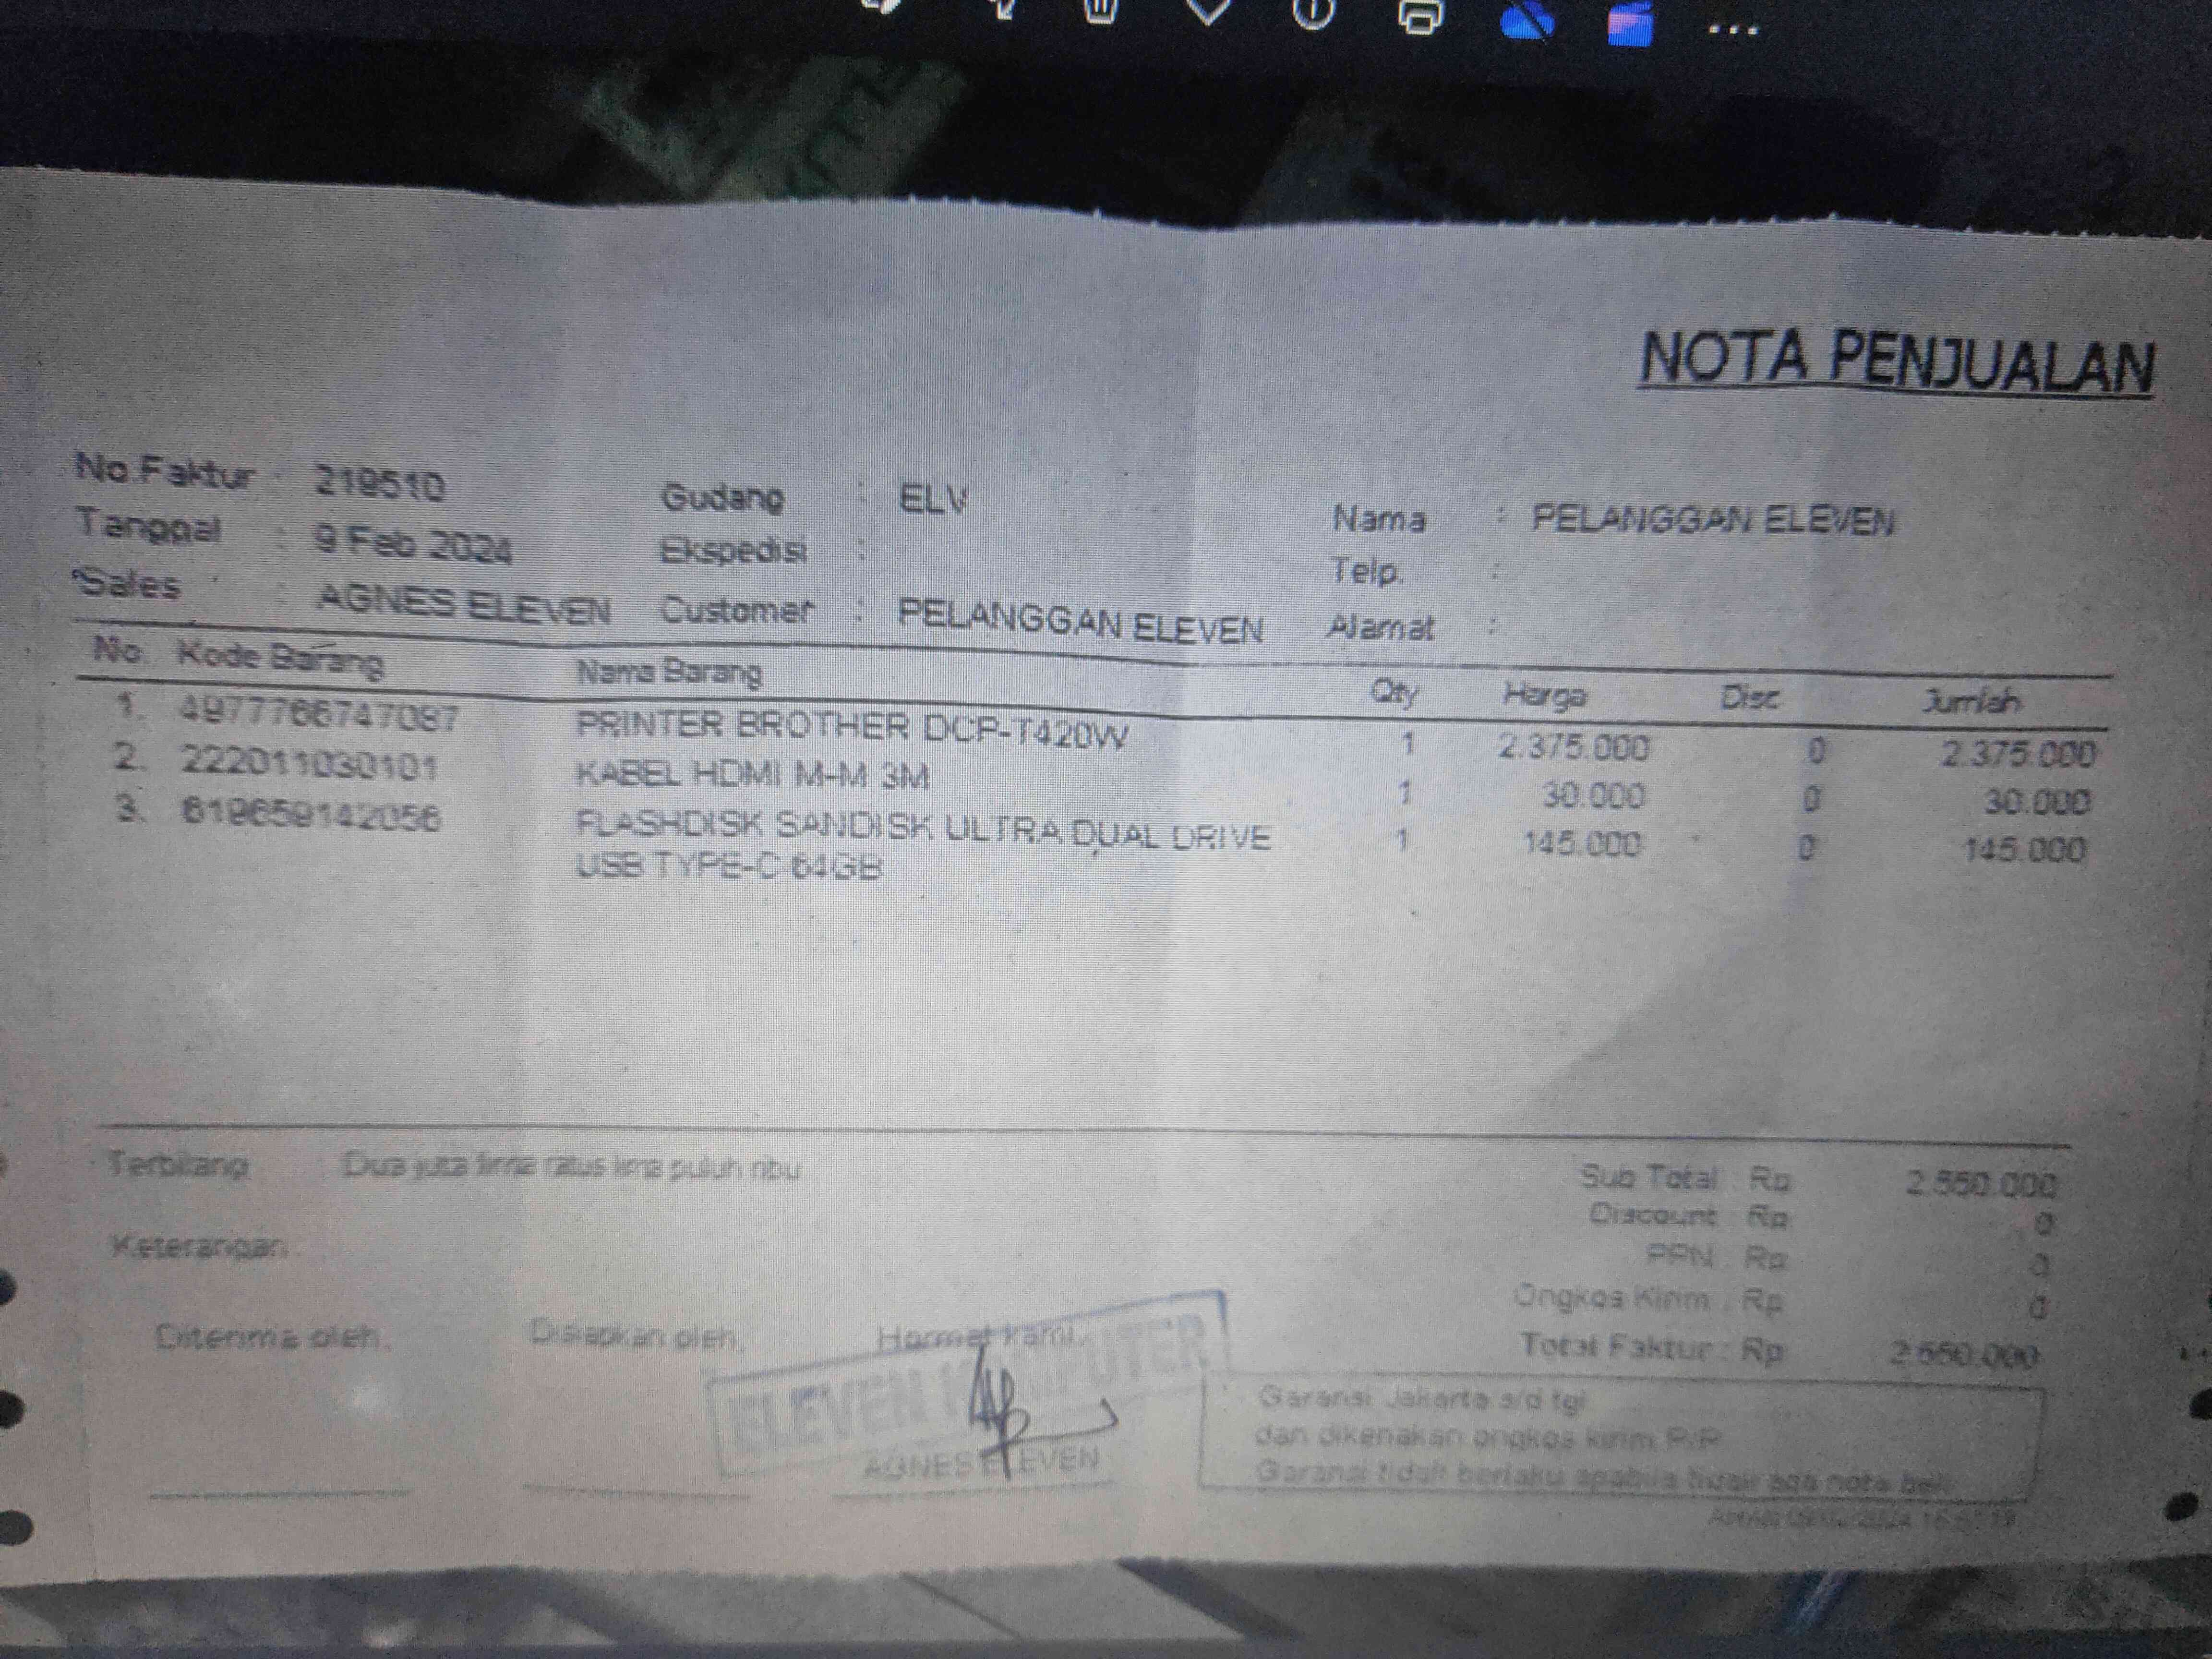 NOTA PENJUALAN
No.Faktur : 219510
Gudang : ELV
Nama : PELANGGAN ELEVEN
Tanggal : 9 Feb 2024
Ekspedisi :
Telp. :
Sales : AGNES ELEVEN
Customer : PELANGGAN ELEVEN
Alamat :
No. Kode Barang Nama Barang Qty Harga Disc Jumlah
1. 4977766747087 PRINTER BROTHER DCP-T420W 1 2.375.000 0 2.375.000
2. 222011030101 KABEL HDMI M-M 3M 1 30.000 0 30.000
3. 619659142056 FLASHDISK SANDISK ULTRA DUAL DRIVE 1 145.000 0 145.000
USB TYPE-C 64GB
Terbilang Dua juta lima ratus lima puluh ribu
Sub Total : Rp 2.550.000
Discount : Rp 0
PPN : Rp 0
Keterangan :
Ongkos Kirim : Rp 0
Total Faktur : Rp 2.550.000
Diterima oleh, Disiapkan oleh, Hormat kami,
ELEVEN KOMPUTER
AGNES ELEVEN
Garansi Jakarta s/d tgl
dan dikenakan ongkos kirim P/P
Garansi tidak berlaku apabila tidak ada nota beli